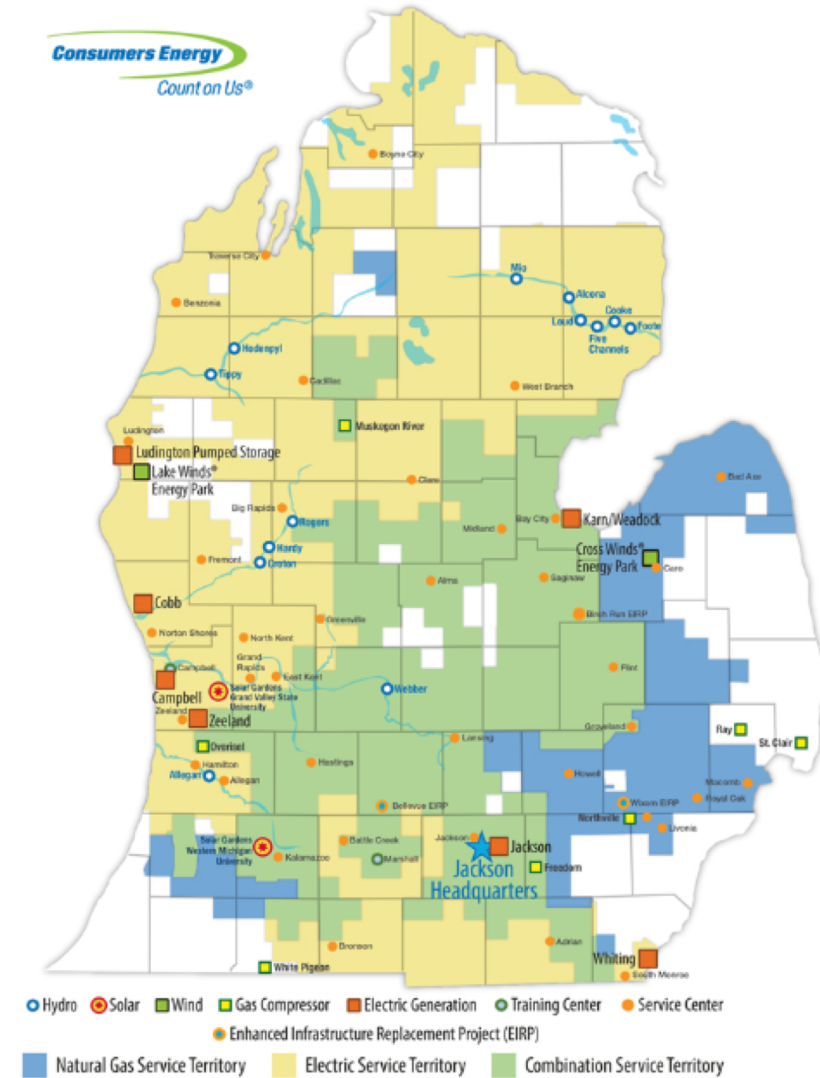 Consumers Energy
Count on Us®
Boyne City
Traverse City
Benzonia
Mio
Alcona
Cooke
Loud
Foote
Five
Channels
Hodenpyl
Tippy
Cadillac
West Branch
Muskegon River
Ludington
Ludington Pumped Storage
Lake Winds®
Energy Park
Clare
Bad Axe
Big Rapids
Rogers
Midland
Bay City
Karn/Weadock
Hardy
Croton
Cross Winds®
Energy Park
Caro
Fremont
Alma
Saginaw
Cobb
Birch Run EIRP
Greenville
Norton Shores
North Kent
Grand
Rapids
East Kent
Flint
Campbell
Campbell
Solar Gardens
Grand Valley State
University
Webber
Zeeland
Zeeland
Groveland
Ray
St. Clair
Lansing
Overisel
Hamilton
Allegan
Allegan
Hastings
Howell
Macomb
Royal Oak
Bellevue EIRP
Wixom EIRP
Northville
Livonia
Solar Gardens
Western Michigan
University
Kalamazoo
Battle Creek
Marshall
Jackson
Jackson
Jackson
Headquarters
Freedom
Bronson
Adrian
Whiting
White Pigeon
South Monroe
Hydro Solar Wind Gas Compressor Electric Generation Training Center Service Center
Enhanced Infrastructure Replacement Project (EIRP)
Natural Gas Service Territory Electric Service Territory Combination Service Territory